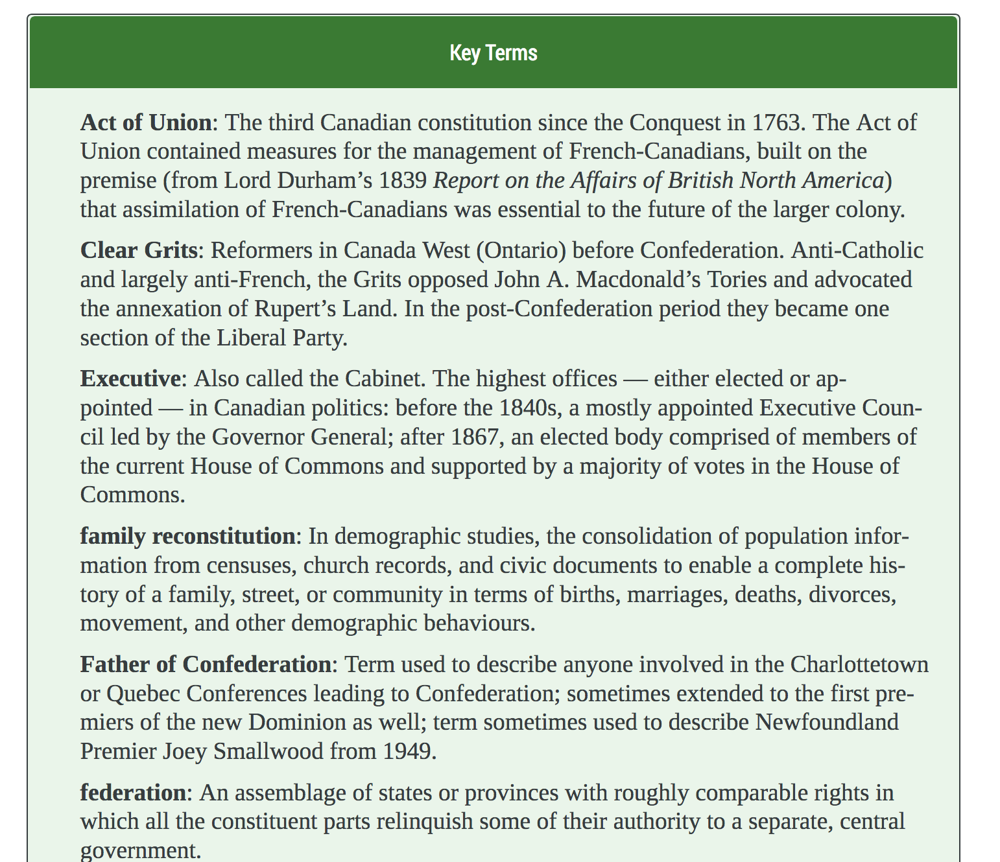 Key Terms
Act of Union: The third Canadian constitution since the Conquest in 1763. The Act of
Union contained measures for the management of French-Canadians, built on the
premise (from Lord Durham’s 1839 Report on the Affairs of British North America)
that assimilation of French-Canadians was essential to the future of the larger colony.
Clear Grits: Reformers in Canada West (Ontario) before Confederation. Anti-Catholic
and largely anti-French, the Grits opposed John A. Macdonald’s Tories and advocated
the annexation of Rupert’s Land. In the post-Confederation period they became one
section of the Liberal Party.
Executive: Also called the Cabinet. The highest offices — either elected or ap-
pointed — in Canadian politics: before the 1840s, a mostly appointed Executive Coun-
cil led by the Governor General; after 1867, an elected body comprised of members of
the current House of Commons and supported by a majority of votes in the House of
Commons.
family reconstitution: In demographic studies, the consolidation of population infor-
mation from censuses, church records, and civic documents to enable a complete his-
tory of a family, street, or community in terms of births, marriages, deaths, divorces,
movement, and other demographic behaviours.
Father of Confederation: Term used to describe anyone involved in the Charlottetown
or Quebec Conferences leading to Confederation; sometimes extended to the first pre-
miers of the new Dominion as well; term sometimes used to describe Newfoundland
Premier Joey Smallwood from 1949.
federation: An assemblage of states or provinces with roughly comparable rights in
which all the constituent parts relinquish some of their authority to a separate, central
government.